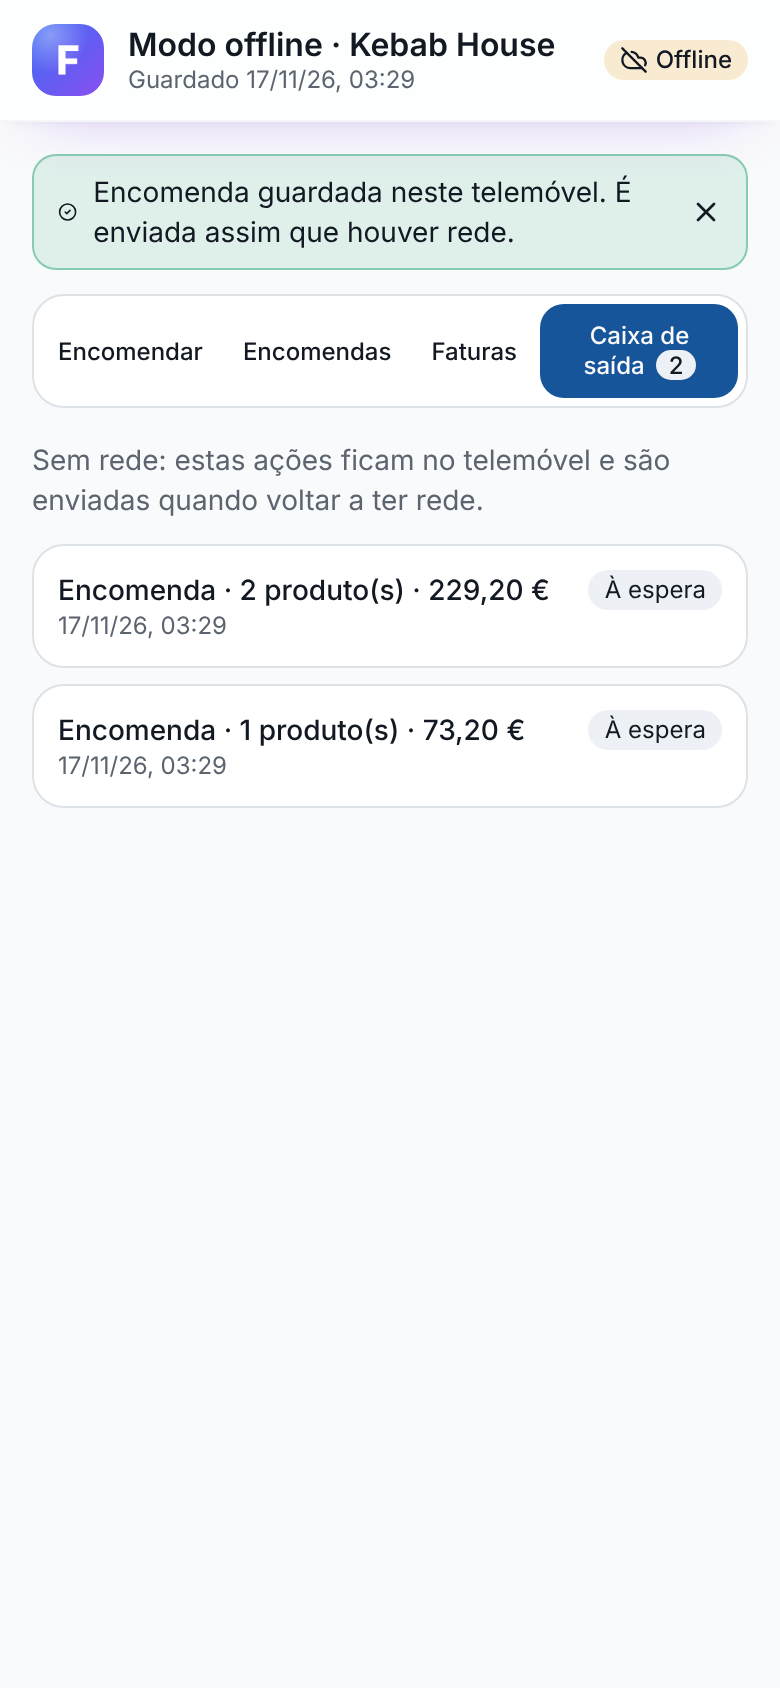 F
Modo offline · Kebab House
Guardado 17/11/26, 03:29
Offline
Encomenda guardada neste telemóvel. É
enviada assim que houver rede.
Encomendar
Encomendas
Faturas
Caixa de
saída 2
Sem rede: estas ações ficam no telemóvel e são
enviadas quando voltar a ter rede.
Encomenda · 2 produto(s) · 229,20 €
À espera
17/11/26, 03:29
Encomenda · 1 produto(s) · 73,20 €
À espera
17/11/26, 03:29